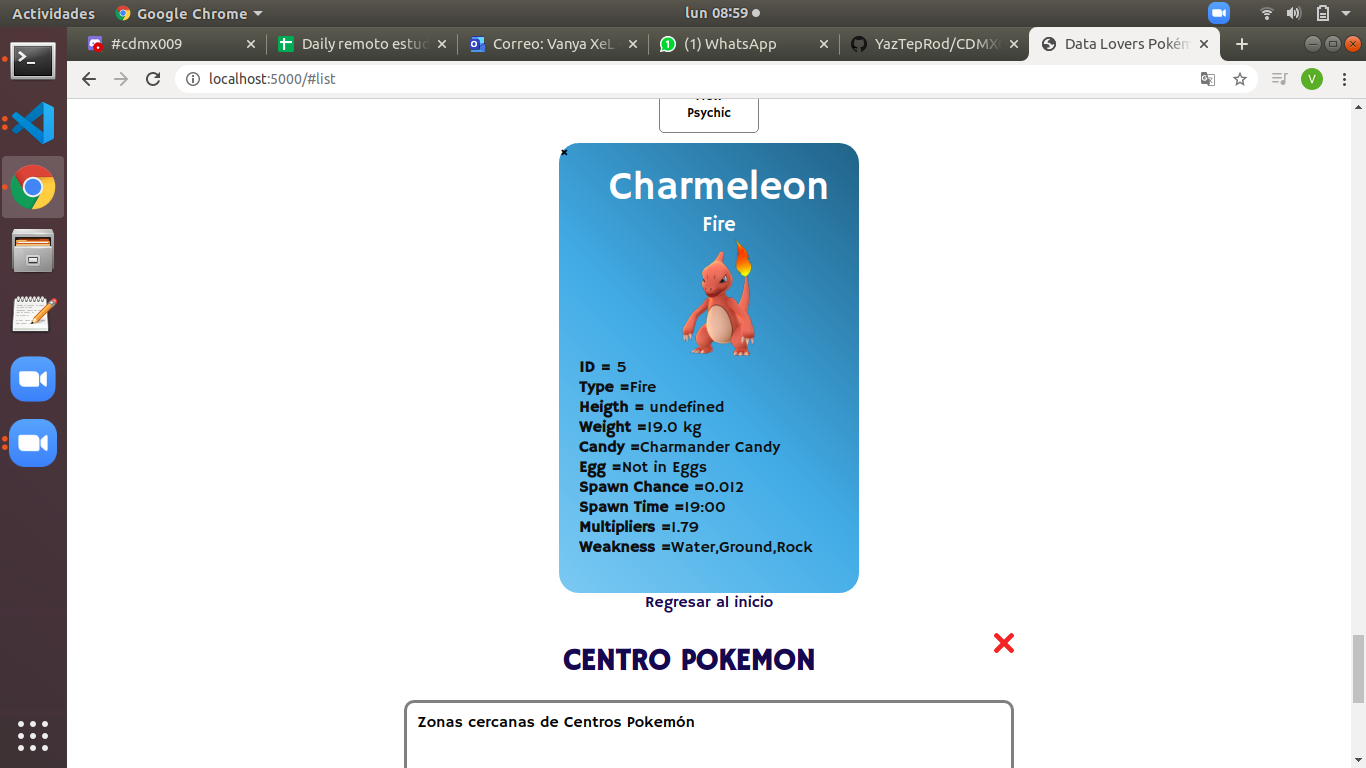 Actividades Google Chrome lun 08:59
#cdmx009 Daily remoto estud Correo: Vanya XeL (1) WhatsApp YazTepRod/CDMX Data Lovers Pokém
localhost:5000/#list V
Psychic
×
Charmeleon
Fire
ID = 5
Type =Fire
Heigth = undefined
Weight =19.0 kg
Candy =Charmander Candy
Egg =Not in Eggs
Spawn Chance =0.012
Spawn Time =19:00
Multipliers =1.79
Weakness =Water,Ground,Rock
Regresar al inicio
CENTRO POKEMON
Zonas cercanas de Centros Pokemón